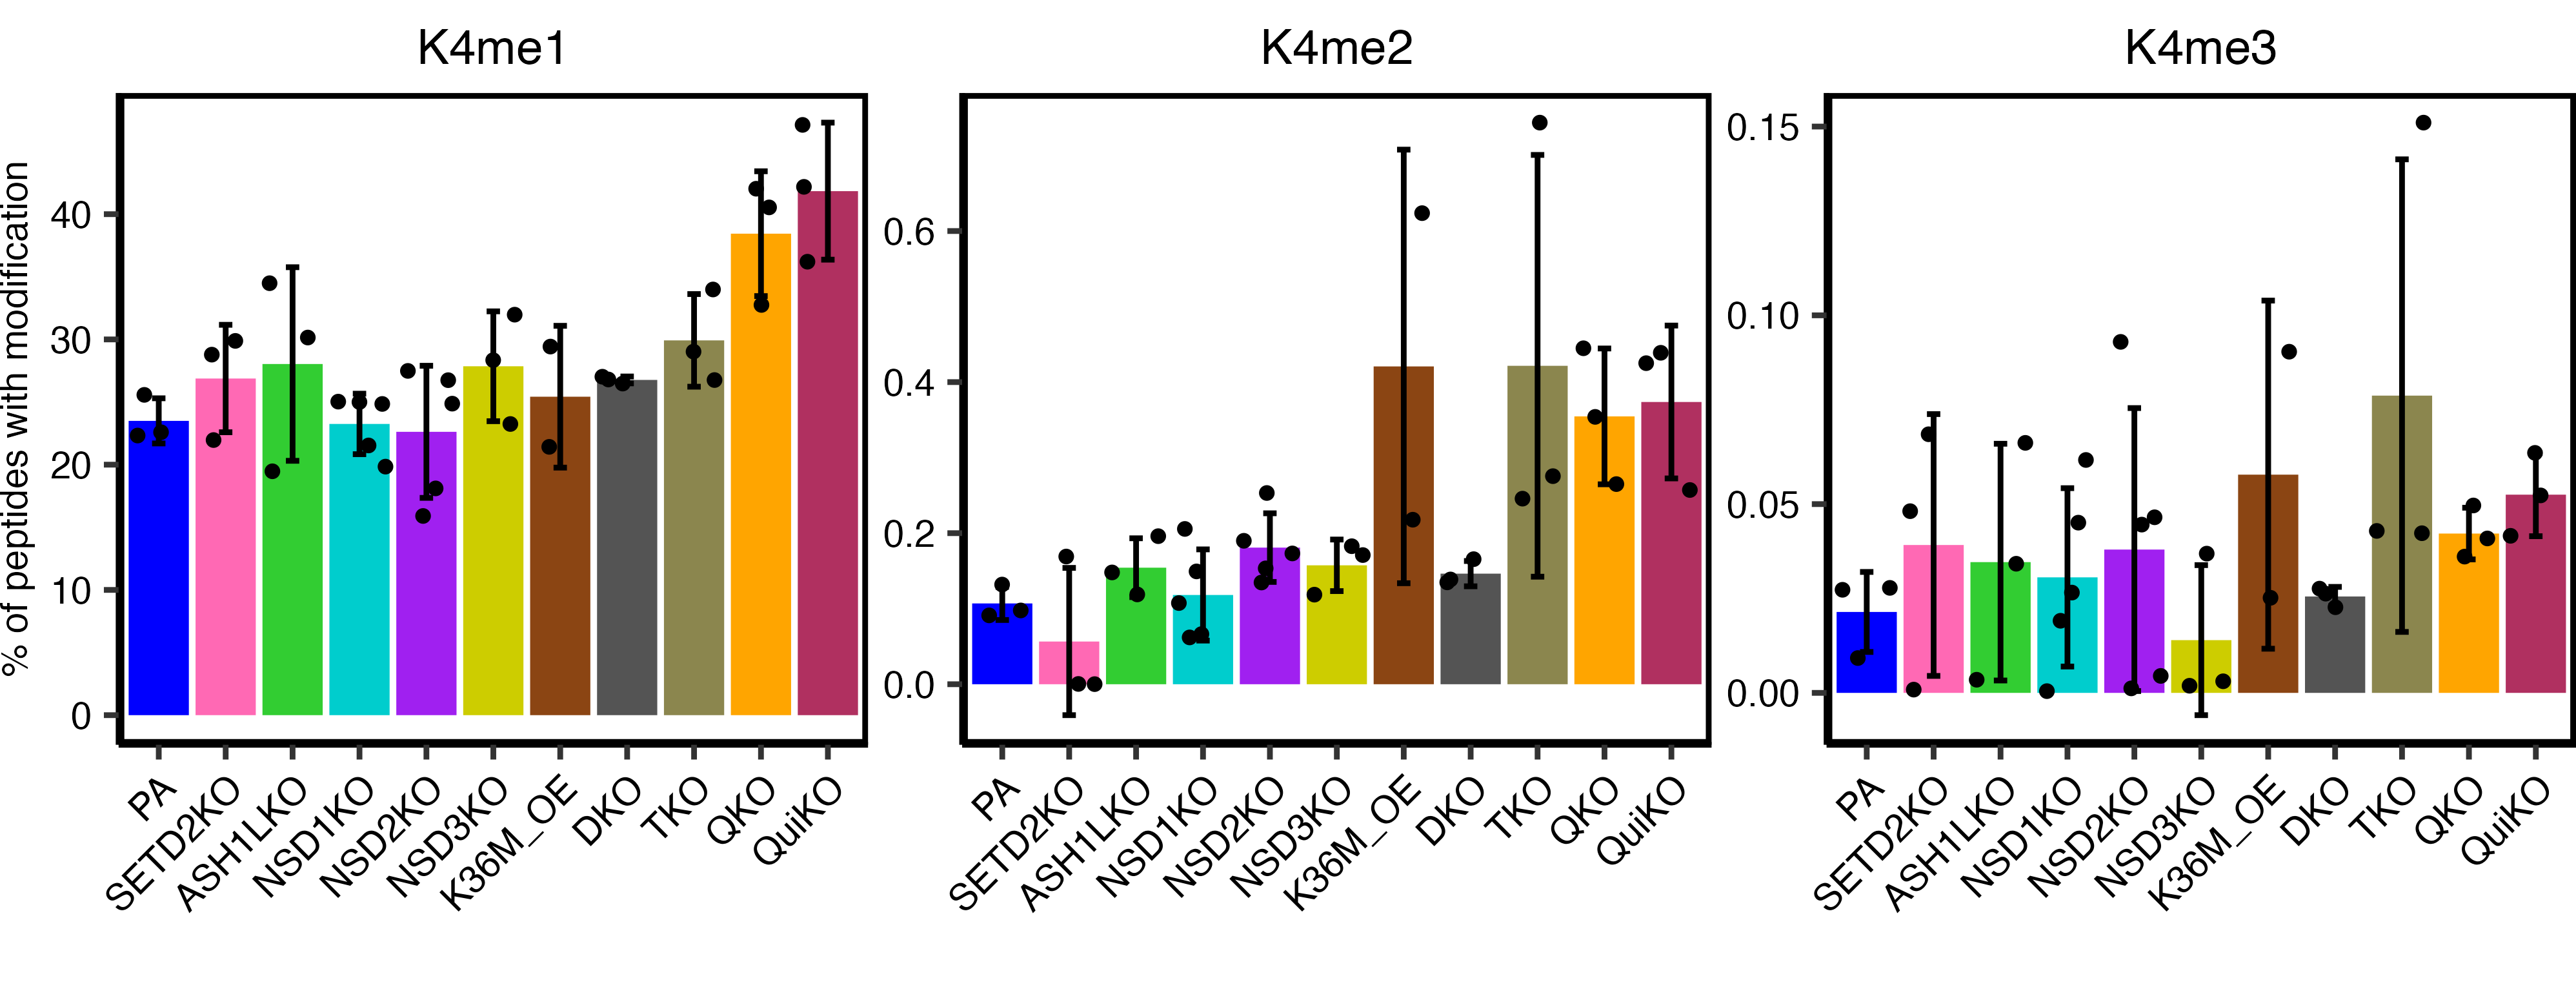 K4me1
K4me2
K4me3
% of peptides with modification
40
30
20
10
0
0.6
0.4
0.2
0.0
0.15
0.10
0.05
0.00
PA
SETD2KO
ASH1LKO
NSD1KO
NSD2KO
NSD3KO
K36M_OE
DKO
TKO
QKO
QuiKO
PA
SETD2KO
ASH1LKO
NSD1KO
NSD2KO
NSD3KO
K36M_OE
DKO
TKO
QKO
QuiKO
PA
SETD2KO
ASH1LKO
NSD1KO
NSD2KO
NSD3KO
K36M_OE
DKO
TKO
QKO
QuiKO